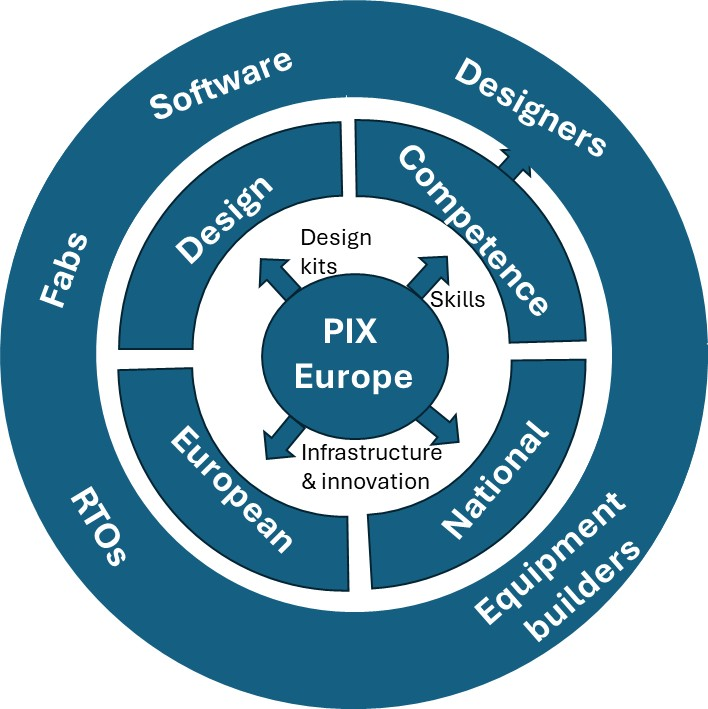 Software
Designers
Fabs
RTOs
Equipment
builders
Design
Competence
European
National
Design
kits
Skills
PIX
Europe
Infrastructure
& innovation